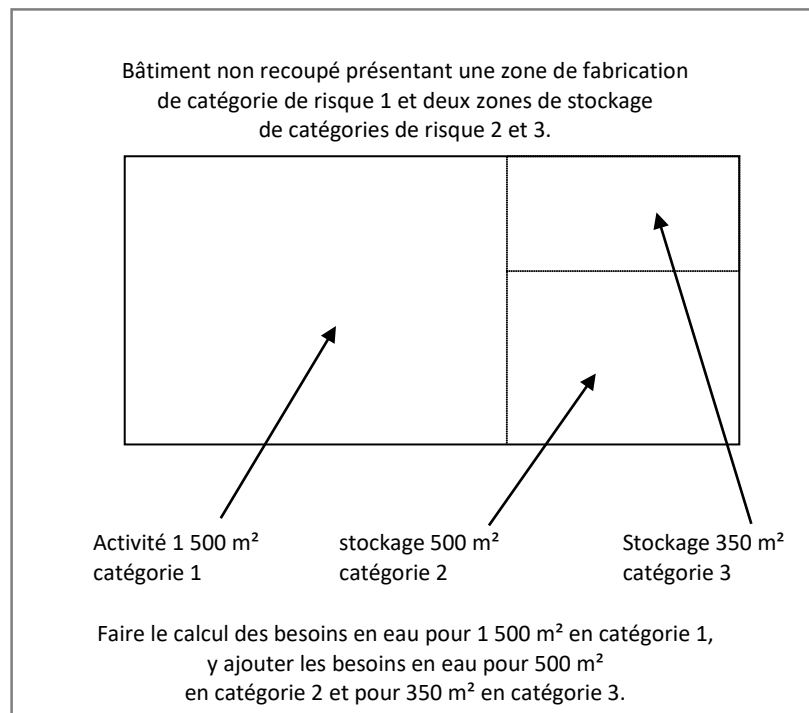 Bâtiment non recoupé présentant une zone de fabrication
de catégorie de risque 1 et deux zones de stockage
de catégories de risque 2 et 3.
Activité 1 500 m²
catégorie 1
stockage 500 m²
catégorie 2
Stockage 350 m²
catégorie 3
Faire le calcul des besoins en eau pour 1 500 m² en catégorie 1,
y ajouter les besoins en eau pour 500 m²
en catégorie 2 et pour 350 m² en catégorie 3.